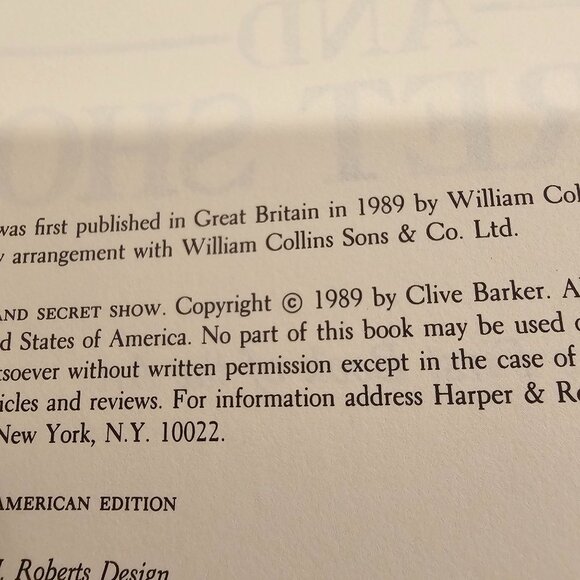 was first published in Great Britain in 1989 by William Col
arrangement with William Collins Sons & Co. Ltd.
AND SECRET SHOW. Copyright © 1989 by Clive Barker. Al
d States of America. No part of this book may be used o
tsoever without written permission except in the case of
icles and reviews. For information address Harper & Ro
New York, N.Y. 10022.
AMERICAN EDITION
Roberts Design